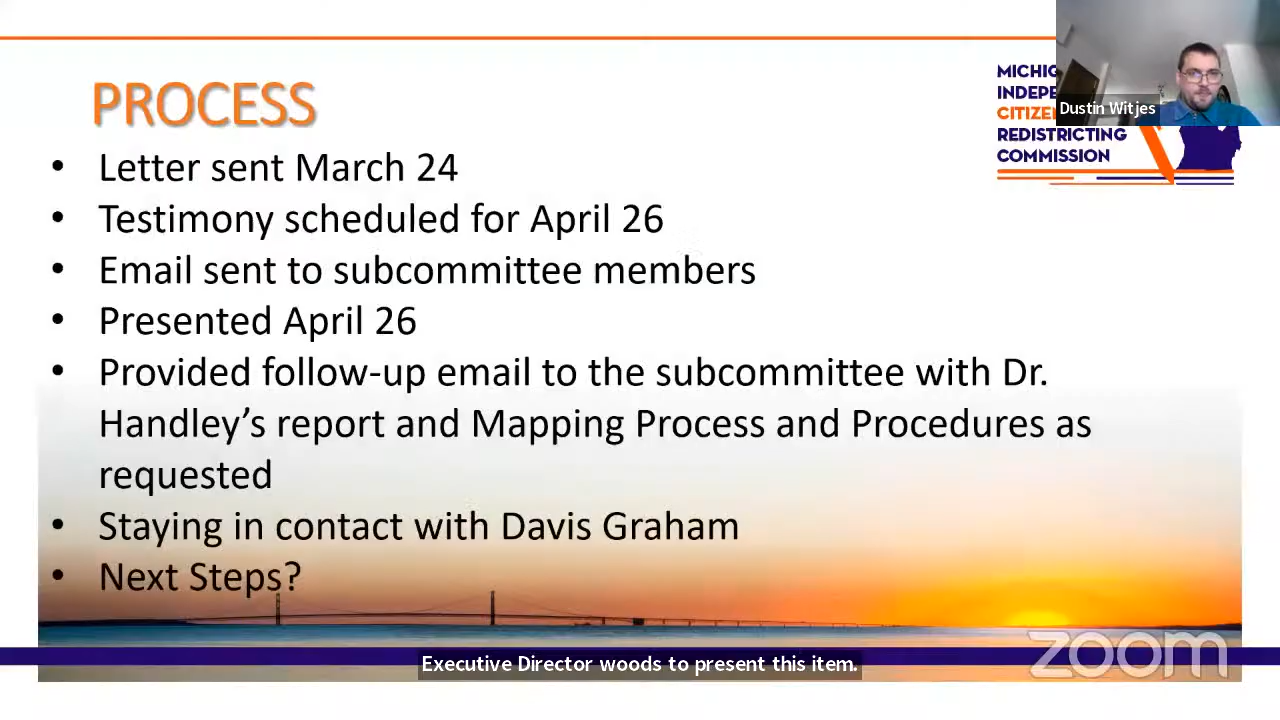 PROCESS
• Letter sent March 24
• Testimony scheduled for April 26
• Email sent to subcommittee members
• Presented April 26
• Provided follow-up email to the subcommittee with Dr.
Handley's report and Mapping Process and Procedures as
requested
• Staying in contact with Davis Graham
• Next Steps?
MICHIG
INDEPE
CITIZE
REDISTRICTING
COMMISSION
Dustin Witjes
Executive Director woods to present this item.
zoom